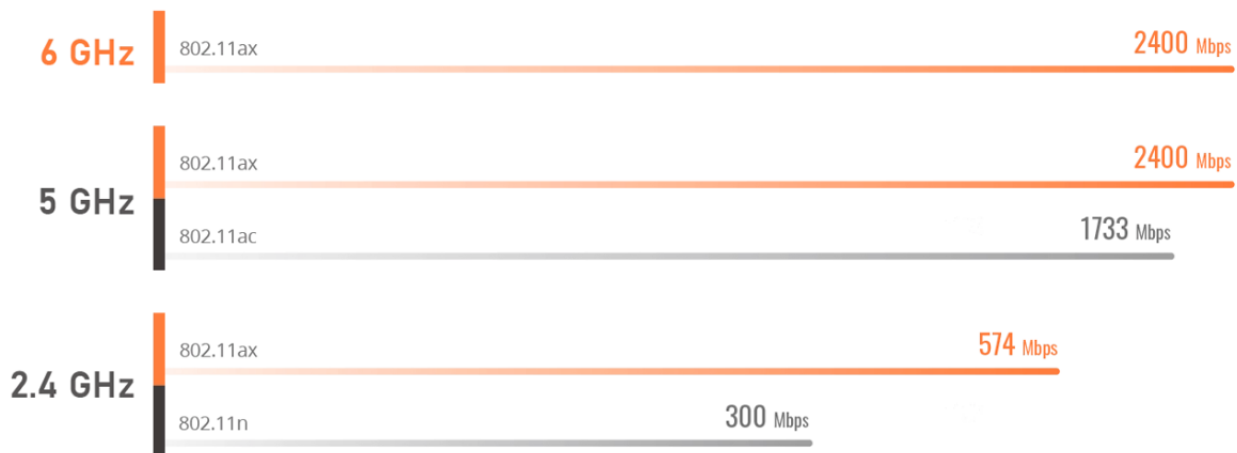 6 GHz
802.11ax
2400 Mbps
5 GHz
802.11ax
2400 Mbps
802.11ac
1733 Mbps
2.4 GHz
802.11ax
574 Mbps
802.11n
300 Mbps